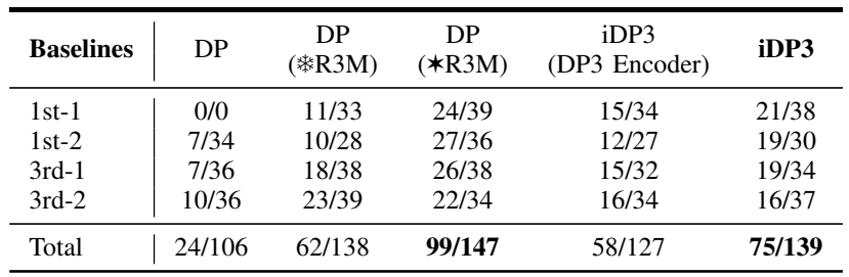 Baselines DP DP (❄R3M) DP (✶R3M) iDP3 (DP3 Encoder) iDP3
1st-1 0/0 11/33 24/39 15/34 21/38
1st-2 7/34 10/28 27/36 12/27 19/30
3rd-1 7/36 18/38 26/38 15/32 19/34
3rd-2 10/36 23/39 22/34 16/34 16/37
Total 24/106 62/138 99/147 58/127 75/139